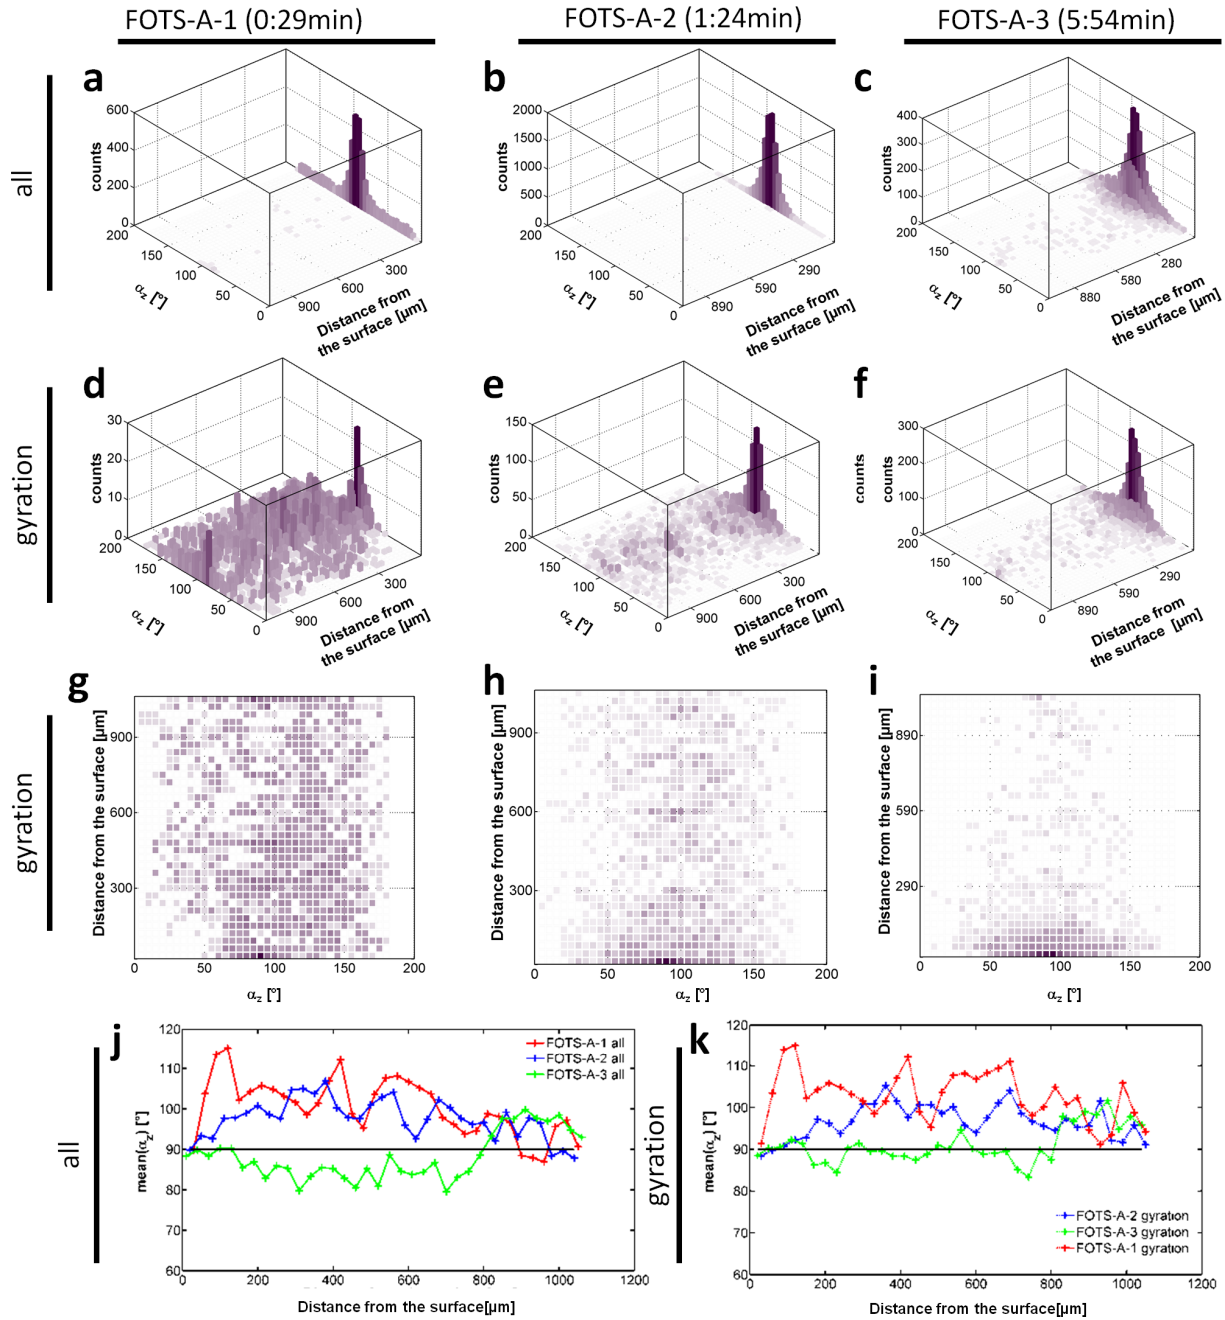 FOTS-A-1 (0:29min)
FOTS-A-2 (1:24min)
FOTS-A-3 (5:54min)
all
a
600
400
200
0
counts
200
150
100
50
0
αz [°]
900
600
300
Distance from
the surface [µm]
b
2000
1500
1000
500
0
counts
200
150
100
50
0
αz [°]
890
590
290
Distance from
the surface [µm]
c
400
300
200
100
0
counts
200
150
100
50
0
αz [°]
880
580
280
Distance from
the surface [µm]
gyration
d
30
20
10
0
counts
200
150
100
50
0
αz [°]
900
600
300
Distance from
the surface [µm]
e
150
100
50
0
counts
200
150
100
50
0
αz [°]
900
600
300
Distance from
the surface [µm]
f
300
200
100
0
counts
counts
200
150
100
50
0
αz [°]
890
590
290
Distance from
the surface [µm]
gyration
g
Distance from the surface [µm]
900
600
300
0 50 100 150 200
αz [°]
h
Distance from the surface [µm]
900
600
300
0 50 100 150 200
αz [°]
i
Distance from the surface [µm]
890
590
290
0 50 100 150 200
αz [°]
all
j
mean(αz) [°]
120
110
100
90
80
70
60
FOTS-A-1 all
FOTS-A-2 all
FOTS-A-3 all
0 200 400 600 800 1000 1200
Distance from the surface[µm]
gyration
k
mean(αz) [°]
120
110
100
90
80
70
60
FOTS-A-2 gyration
FOTS-A-3 gyration
FOTS-A-1 gyration
0 200 400 600 800 1000 1200
Distance from the surface[µm]